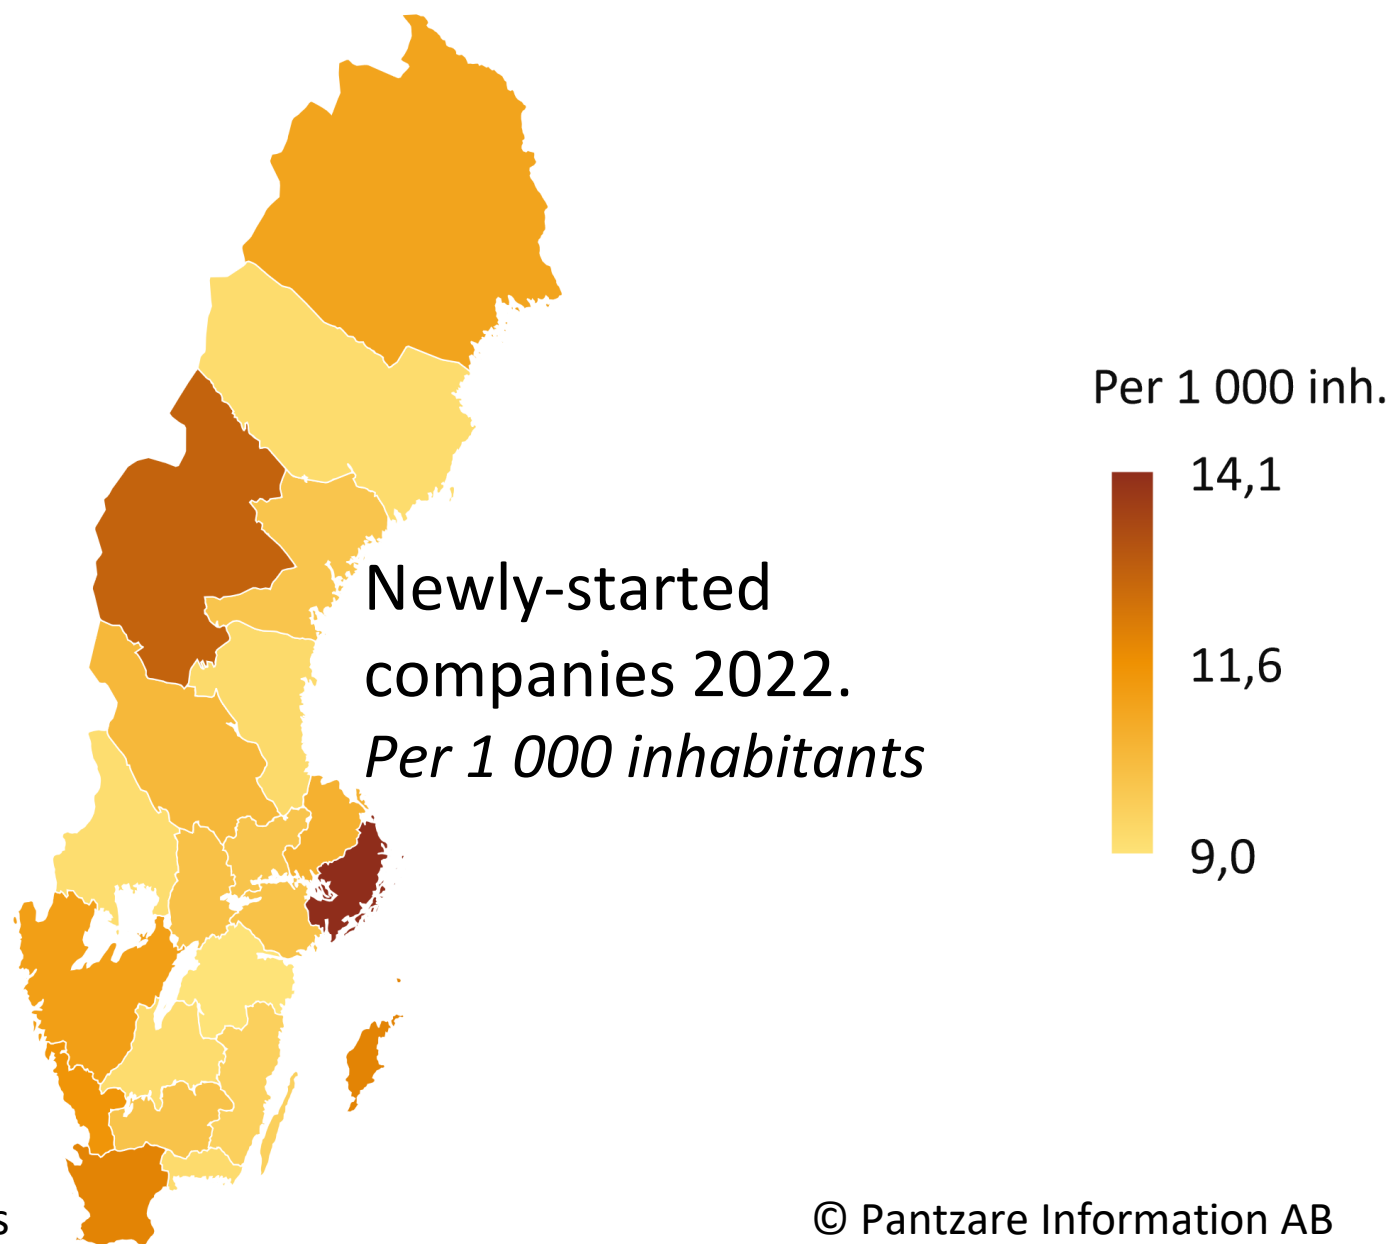 Per 1 000 inh.
14,1
11,6
9,0
Newly-started
companies 2022.
Per 1 000 inhabitants
s
© Pantzare Information AB